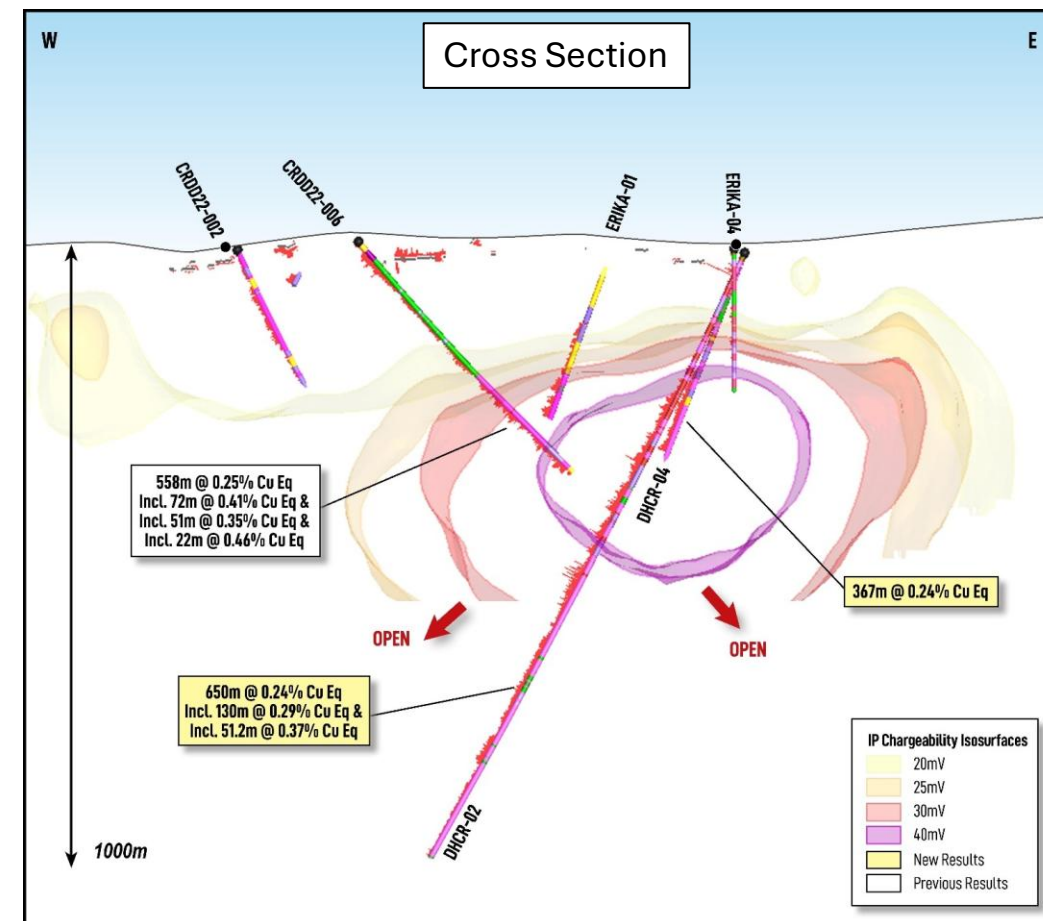 W
Cross Section
E
CRDD22-002
CRDD22-006
ERIKA-01
ERIKA-04
558m @ 0.25% Cu Eq
Incl. 72m @ 0.41% Cu Eq &
Incl. 51m @ 0.35% Cu Eq &
Incl. 22m @ 0.46% Cu Eq
DHCR-04
367m @ 0.24% Cu Eq
OPEN
OPEN
650m @ 0.24% Cu Eq
Incl. 130m @ 0.29% Cu Eq &
Incl. 51.2m @ 0.37% Cu Eq
DHCR-02
1000m
IP Chargeability Isosurfaces
20mV
25mV
30mV
40mV
New Results
Previous Results